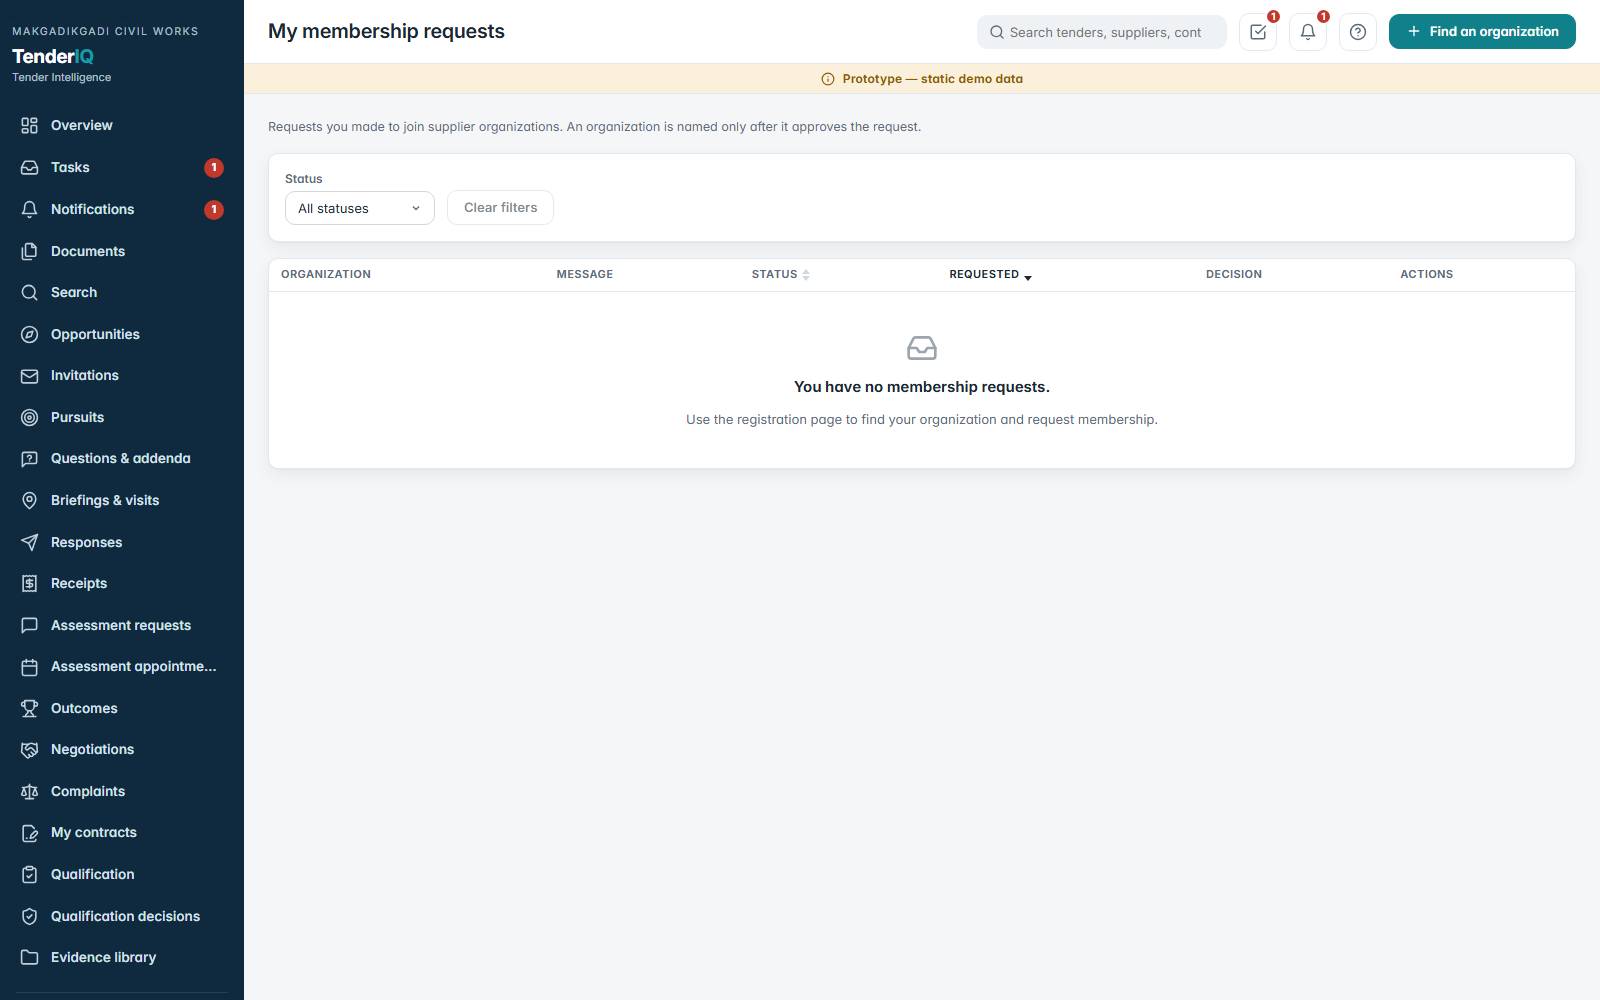 MAKGADIKGADI CIVIL WORKS
TenderIQ
Tender Intelligence
Overview
Tasks 1
Notifications 1
Documents
Search
Opportunities
Invitations
Pursuits
Questions & addenda
Briefings & visits
Responses
Receipts
Assessment requests
Assessment appointme...
Outcomes
Negotiations
Complaints
My contracts
Qualification
Qualification decisions
Evidence library
My membership requests
Search tenders, suppliers, cont
1
1
Find an organization
Prototype — static demo data
Requests you made to join supplier organizations. An organization is named only after it approves the request.
Status
All statuses
Clear filters
ORGANIZATION MESSAGE STATUS REQUESTED DECISION ACTIONS
You have no membership requests.
Use the registration page to find your organization and request membership.